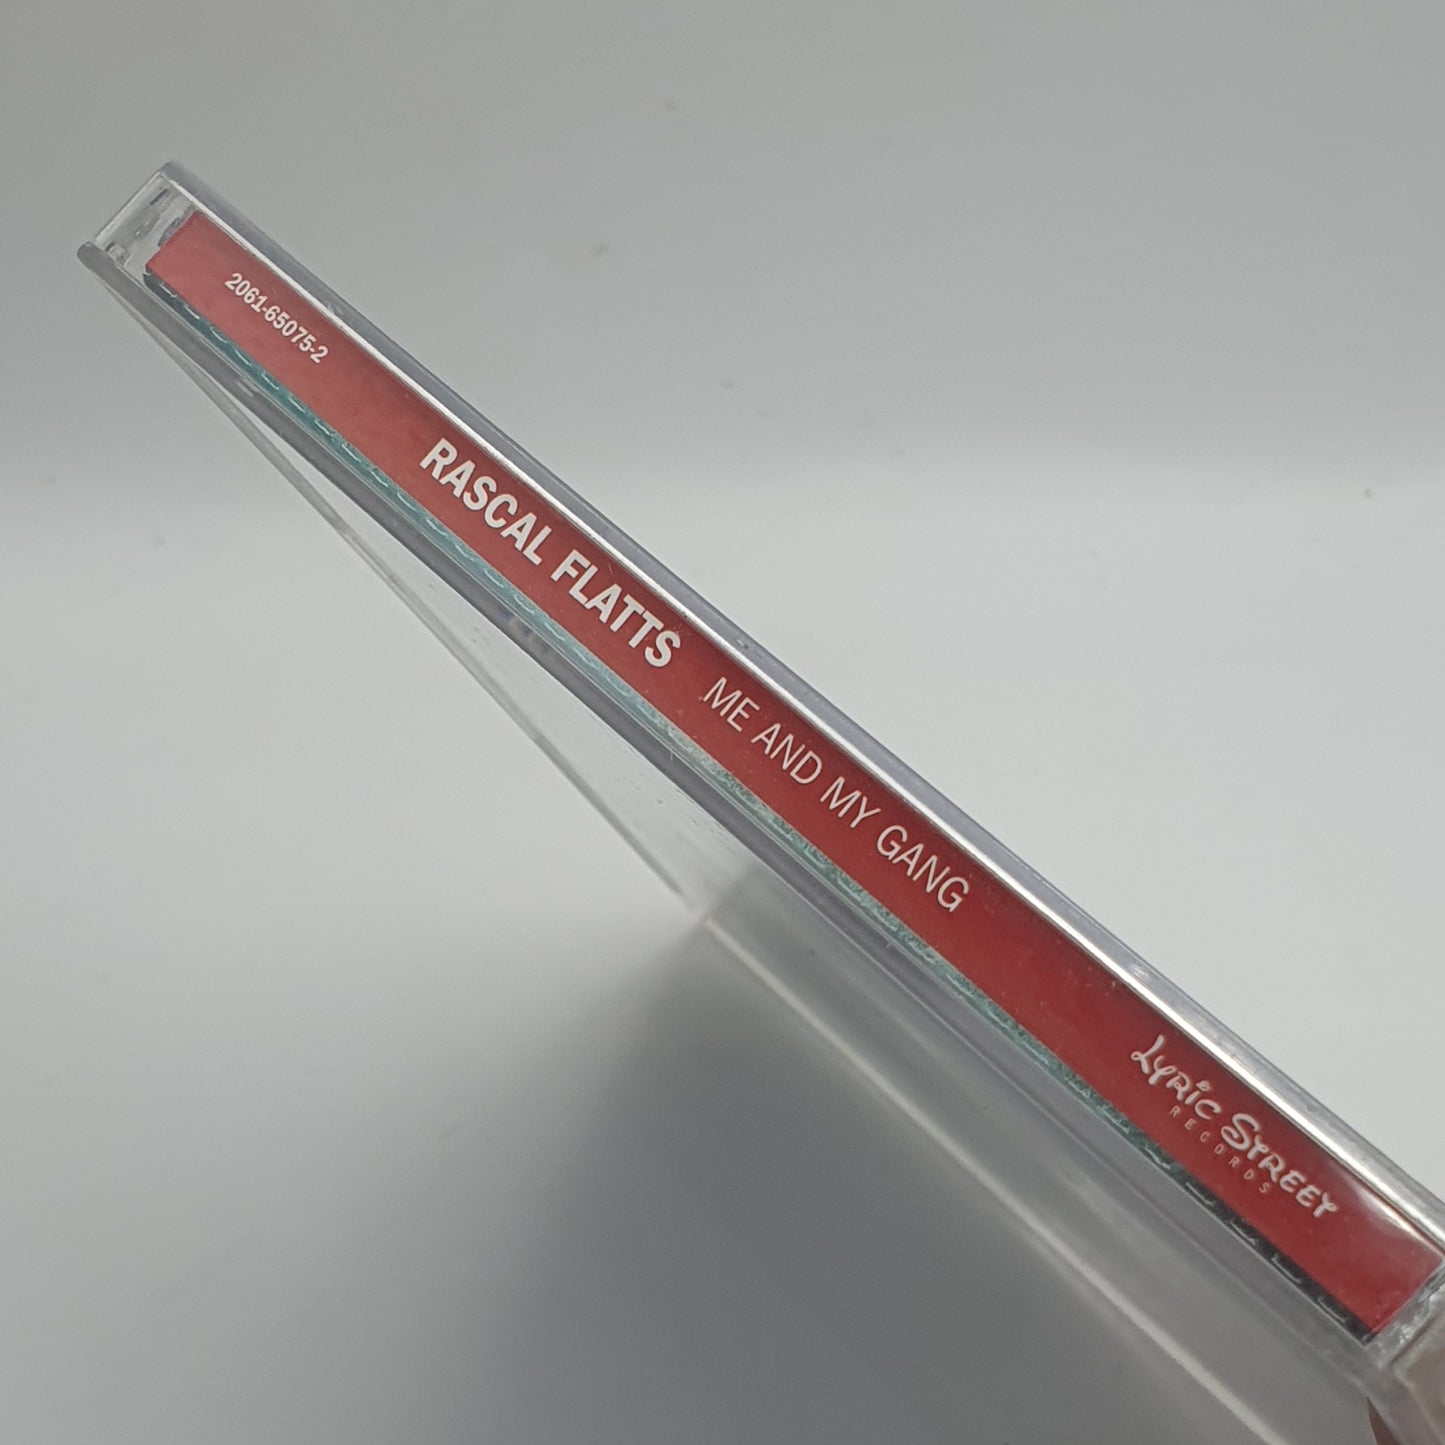 2061-65075-2
RASCAL FLATTS ME AND MY GANG
LYRIC STREET
RECORDS